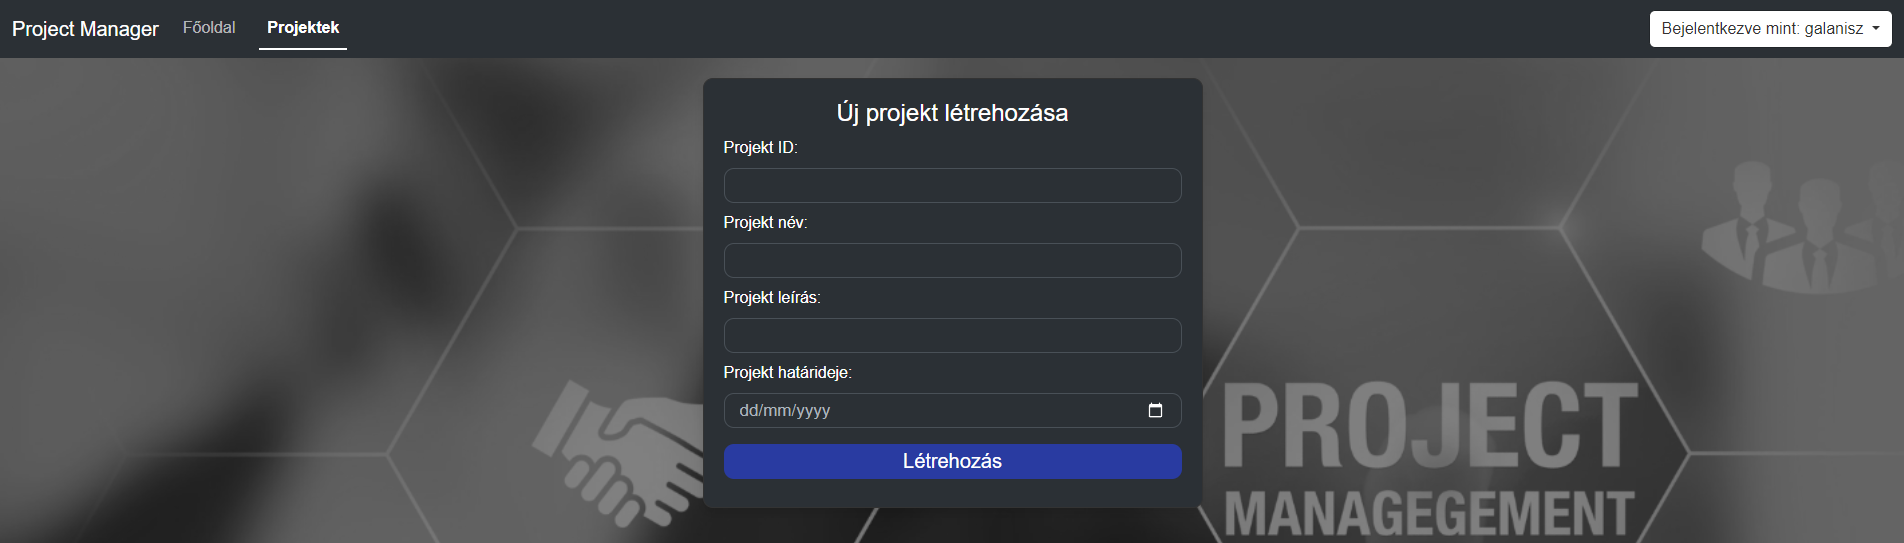 Project Manager Főoldal Projektek Bejelentkezve mint: galanisz
Új projekt létrehozása
Projekt ID:
Projekt név:
Projekt leírás:
Projekt határideje:
dd/mm/yyyy
Létrehozás
PROJECT
MANAGEGEMENT